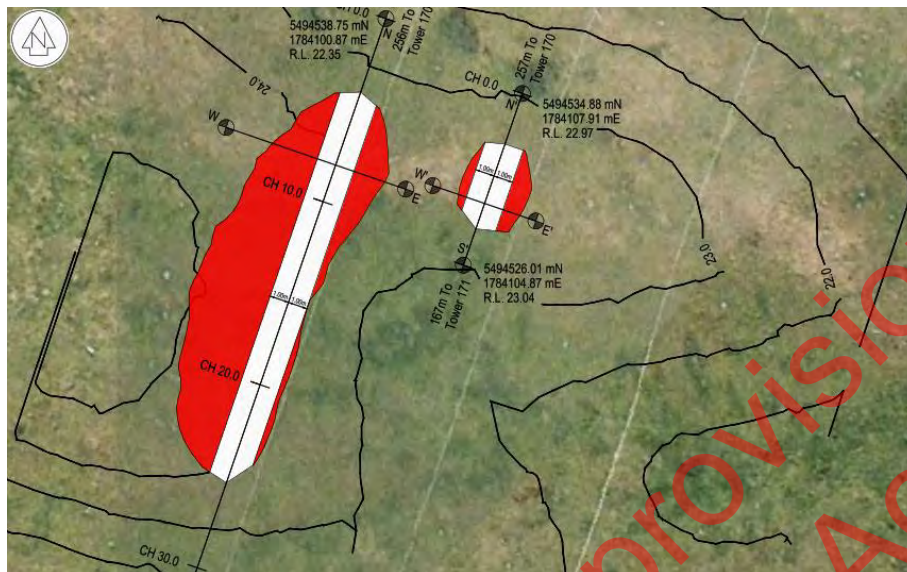 CH 0.0
5494538.75 mN
1784100.87 mE
R.L. 22.35
N
256m To
Tower 170
N
24.0
W
CH 10.0
E
1.00m 1.00m
CH 20.0
CH 30.0
CH 0.0
257m To
Tower 170
N'
5494534.88 mN
1784107.91 mE
R.L. 22.97
W'
1.00m 1.00m
E'
S'
5494526.01 mN
1784104.87 mE
R.L. 23.04
167m To
Tower 171
23.0
22.0
provision
Ac